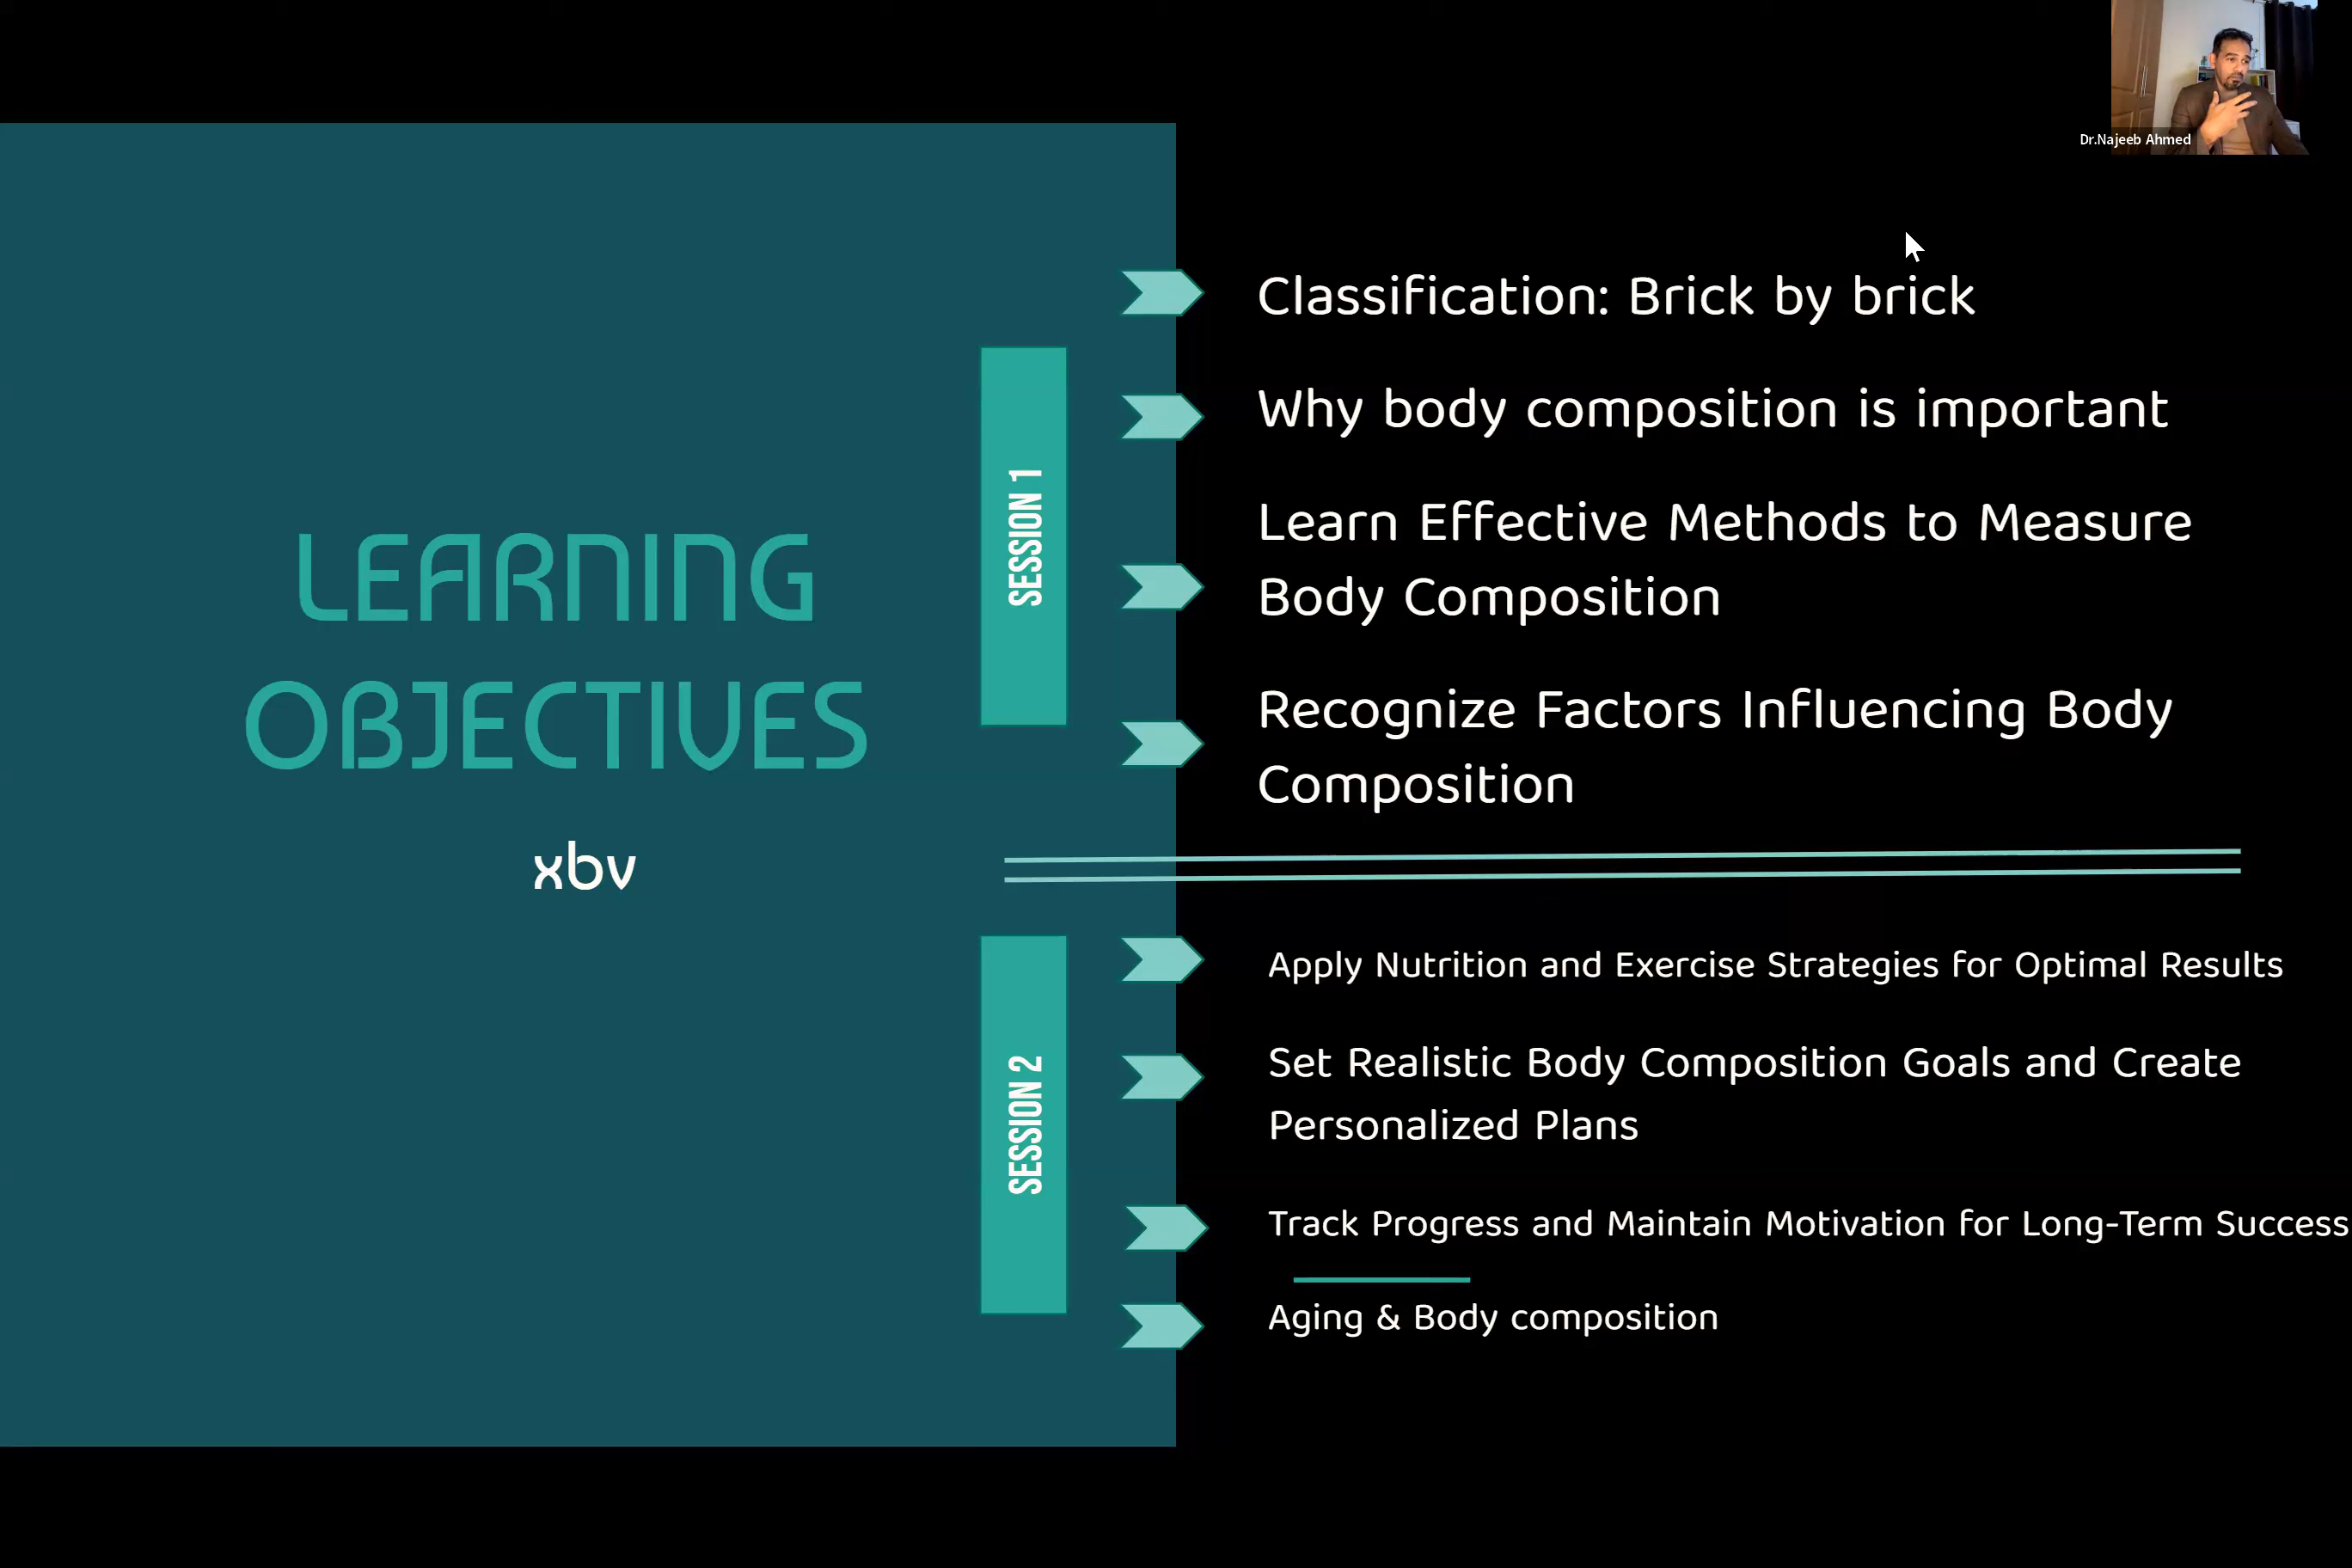 Dr.Najeeb Ahmed
LEARNING
OBJECTIVES
xbv
SESSION 1
Classification: Brick by brick
Why body composition is important
Learn Effective Methods to Measure
Body Composition
Recognize Factors Influencing Body
Composition
SESSION 2
Apply Nutrition and Exercise Strategies for Optimal Results
Set Realistic Body Composition Goals and Create
Personalized Plans
Track Progress and Maintain Motivation for Long-Term Success
Aging & Body composition